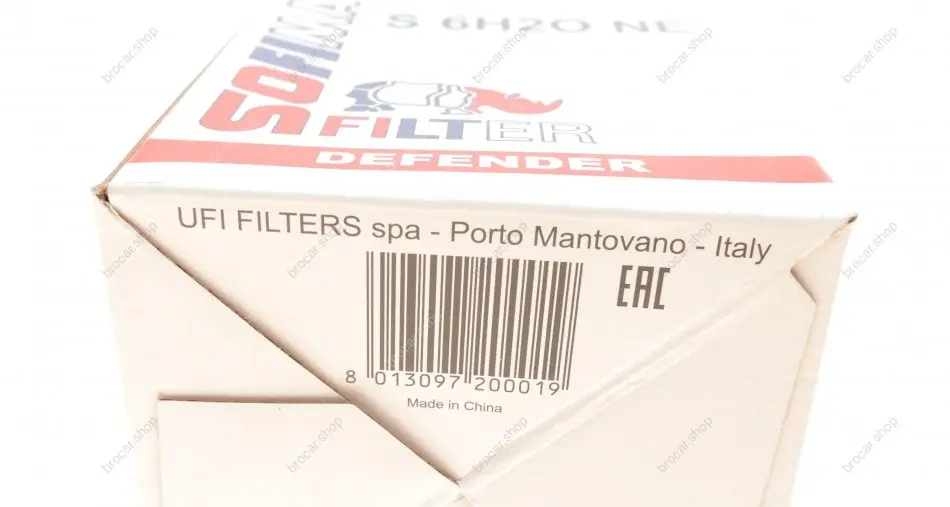 S 6H2O NE
SOFIMA
FILTER
DEFENDER
UFI FILTERS spa - Porto Mantovano - Italy
EAC
8 013097 200019
Made in China
brocar.shop